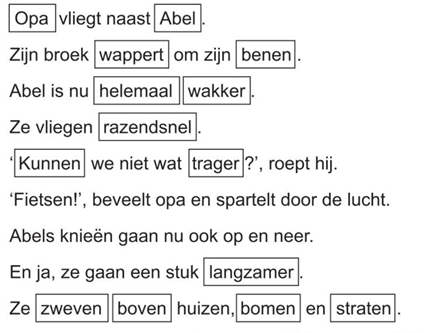 Opa vliegt naast Abel.
Zijn broek wappert om zijn benen.
Abel is nu helemaal wakker.
Ze vliegen razendsnel.
‘Kunnen we niet wat trager?’, roept hij.
‘Fietsen!’, beveelt opa en spartelt door de lucht.
Abels knieën gaan nu ook op en neer.
En ja, ze gaan een stuk langzamer.
Ze zweven boven huizen, bomen en straten.